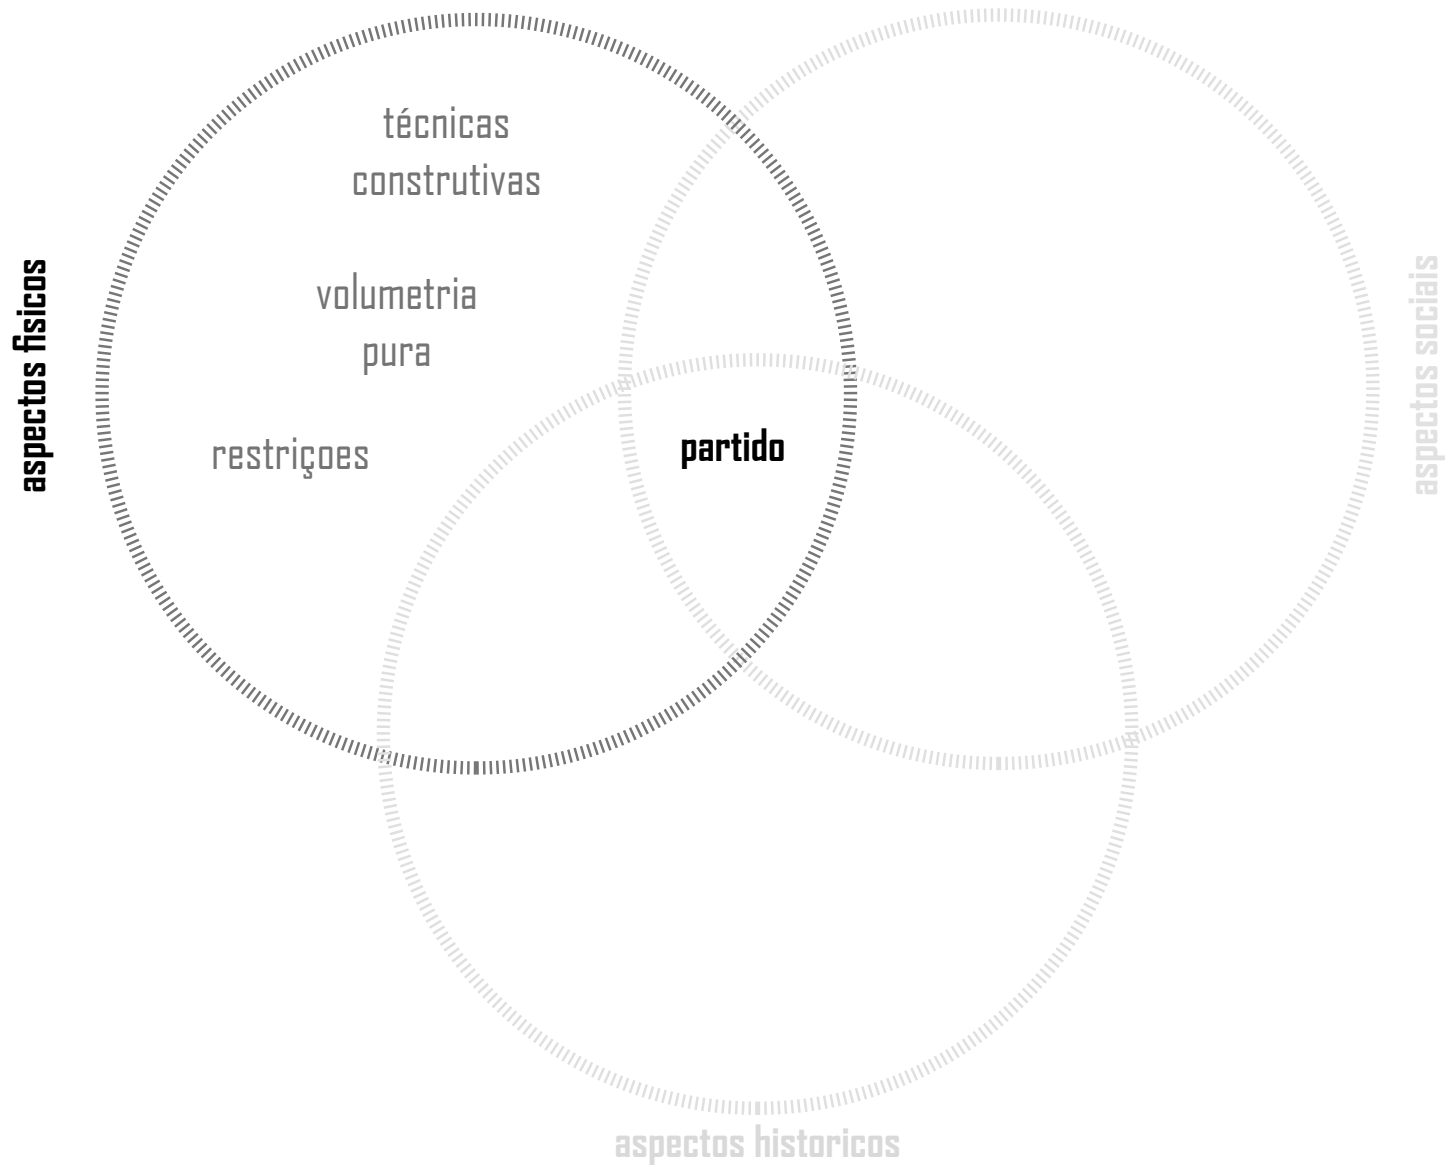 técnicas
construtivas
volumetria
pura
restriçoes
partido
aspectos fisicos
aspectos sociais
aspectos historicos